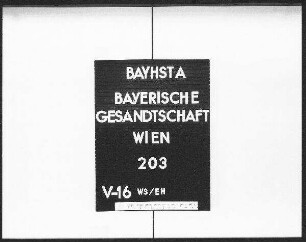 BAYHSTA
BAYERISCHE
GESANDTSCHAFT
WIEN
203
V-16 WS/EH